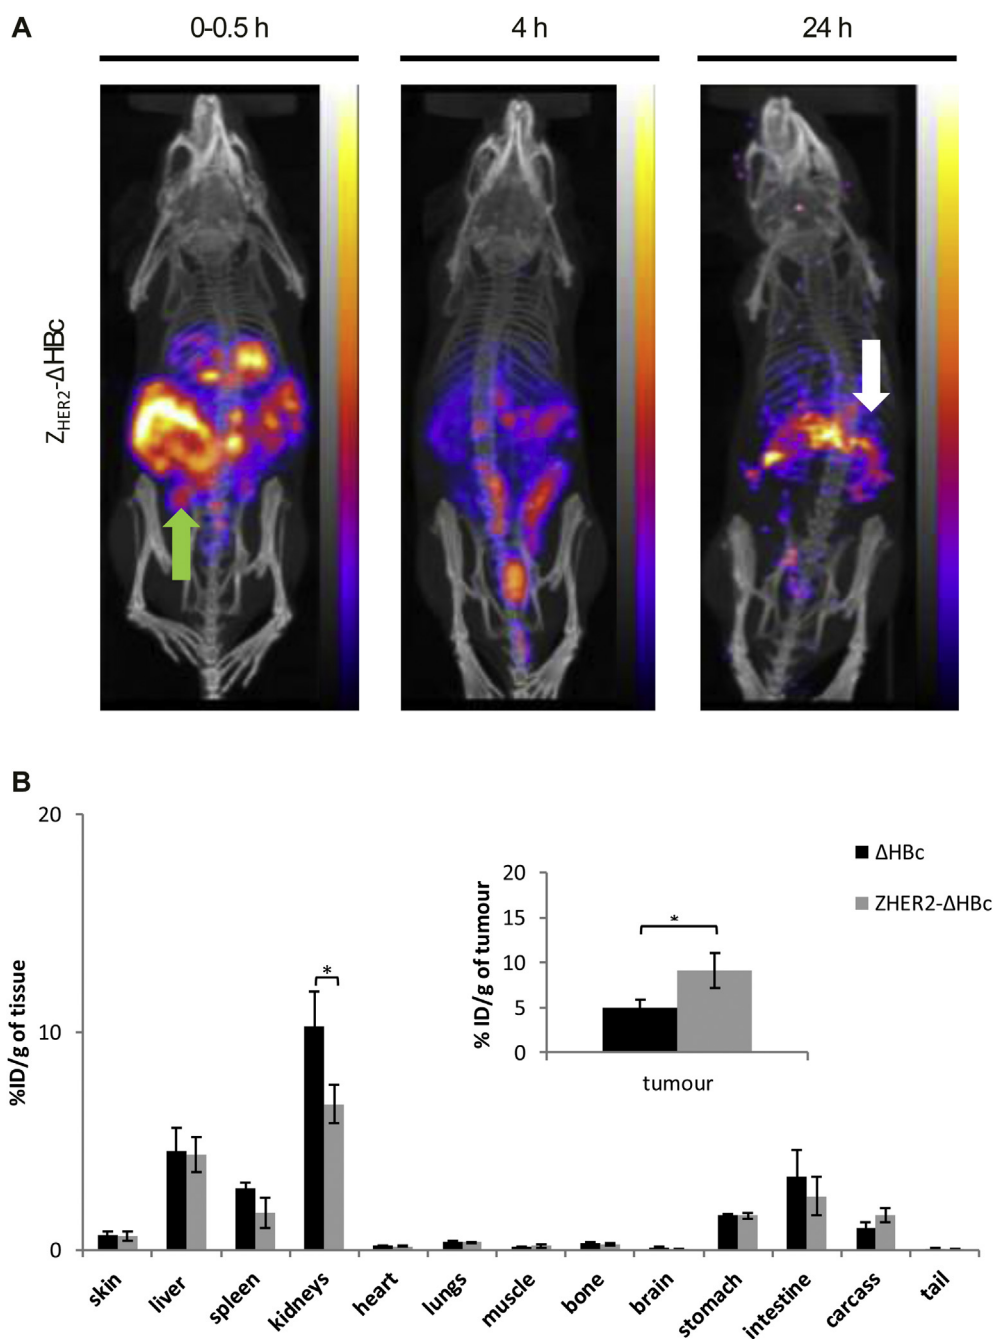 A
0-0.5 h
4 h
24 h
ZHER2-ΔHBc
B
%ID/g of tissue
20
10
0
*
skin
liver
spleen
kidneys
heart
lungs
muscle
bone
brain
stomach
intestine
carcass
tail
% ID/g of tumour
20
15
10
5
0
*
tumour
ΔHBc
ZHER2-ΔHBc